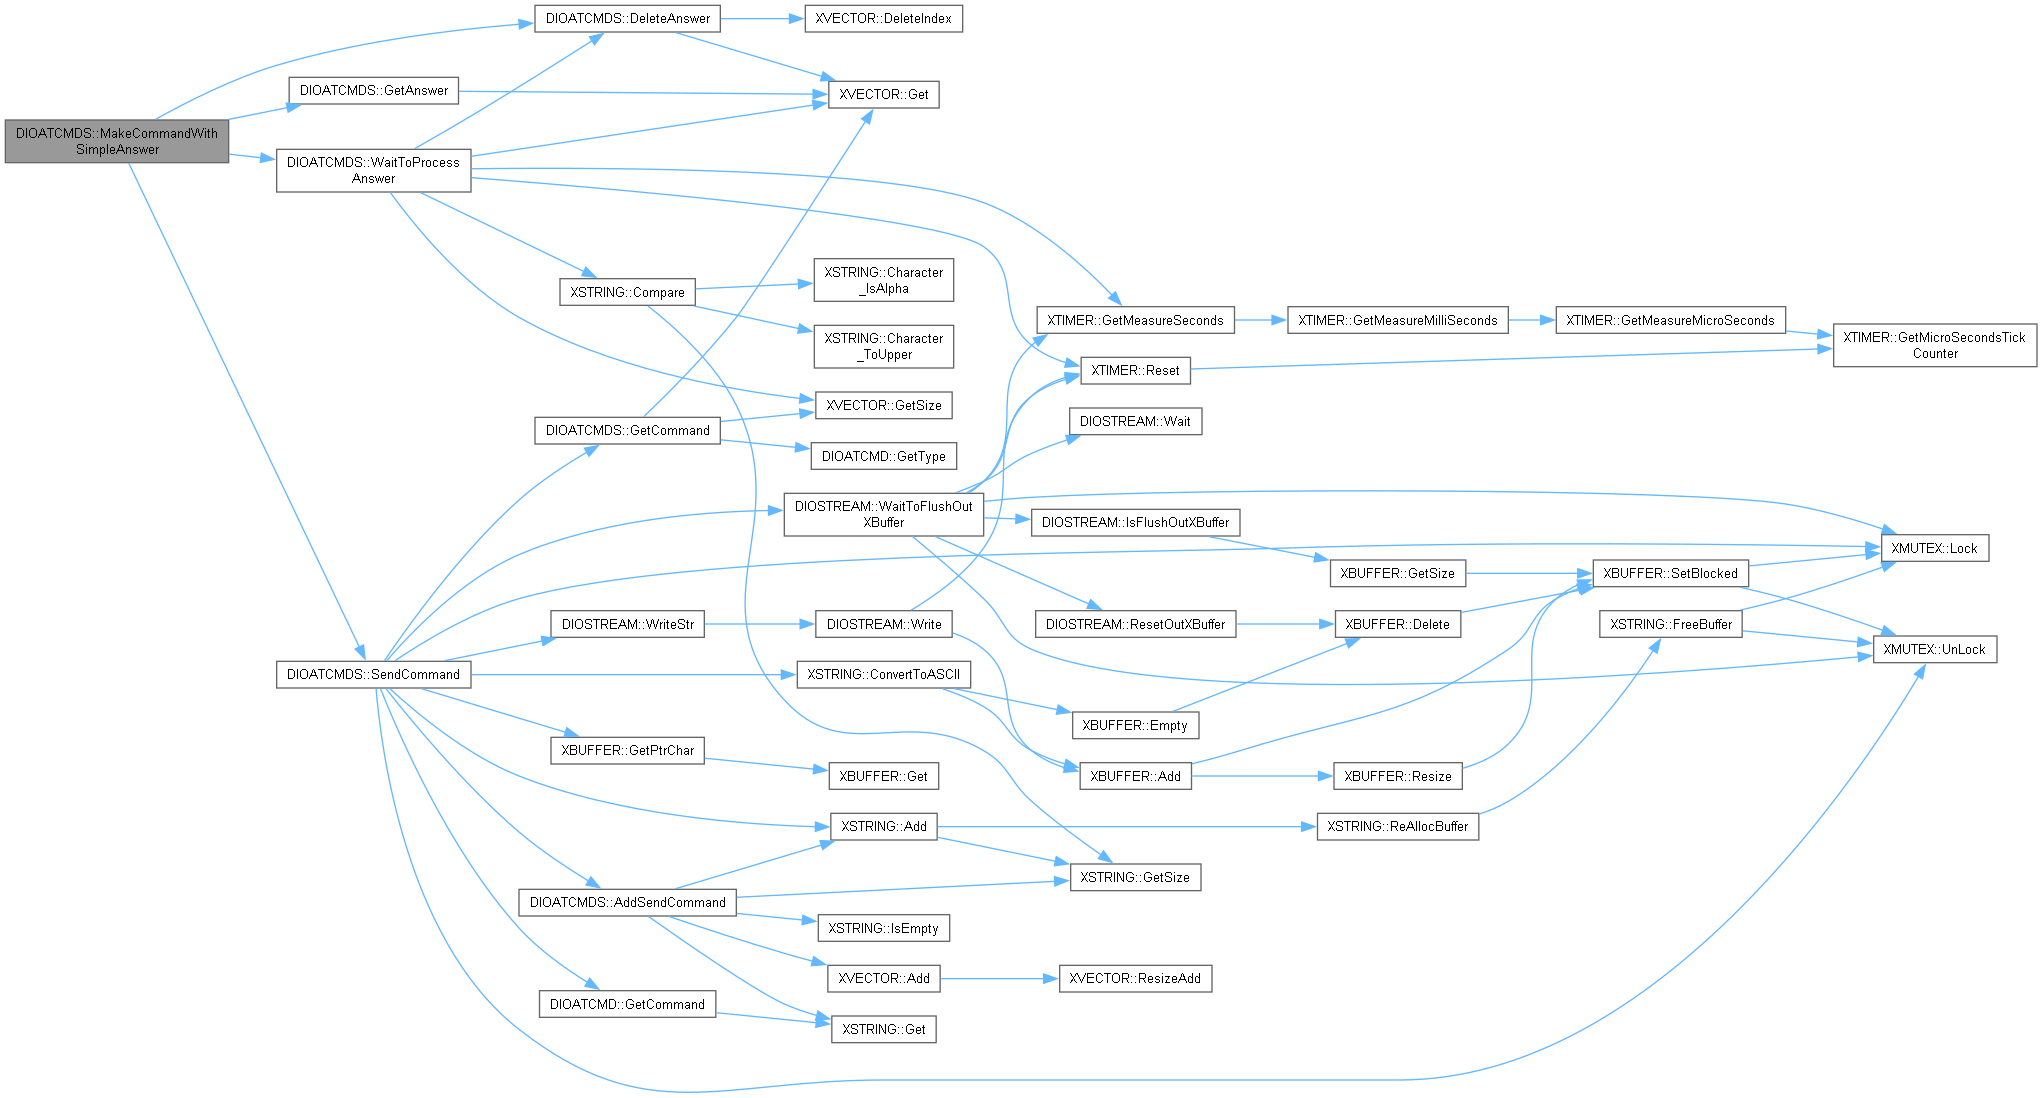 DIOATCMDS::DeleteAnswer
XVECTOR::DeleteIndex
DIOATCMDS::GetAnswer
XVECTOR::Get
DIOATCMDS::MakeCommandWith
SimpleAnswer
DIOATCMDS::WaitToProcess
Answer
XSTRING::Character
_IsAlpha
XSTRING::Compare
XTIMER::GetMeasureSeconds
XTIMER::GetMeasureMilliSeconds
XTIMER::GetMeasureMicroSeconds
XSTRING::Character
_ToUpper
XTIMER::GetMicroSecondsTick
Counter
XTIMER::Reset
XVECTOR::GetSize
DIOSTREAM::Wait
DIOATCMDS::GetCommand
DIOATCMD::GetType
DIOSTREAM::WaitToFlushOut
XBuffer
DIOSTREAM::IsFlushOutXBuffer
XMUTEX::Lock
XBUFFER::GetSize
XBUFFER::SetBlocked
DIOSTREAM::WriteStr
DIOSTREAM::Write
DIOSTREAM::ResetOutXBuffer
XBUFFER::Delete
XSTRING::FreeBuffer
XMUTEX::UnLock
DIOATCMDS::SendCommand
XSTRING::ConvertToASCII
XBUFFER::Empty
XBUFFER::GetPtrChar
XBUFFER::Get
XBUFFER::Add
XBUFFER::Resize
XSTRING::Add
XSTRING::ReAllocBuffer
XSTRING::GetSize
DIOATCMDS::AddSendCommand
XSTRING::IsEmpty
XVECTOR::Add
XVECTOR::ResizeAdd
DIOATCMD::GetCommand
XSTRING::Get